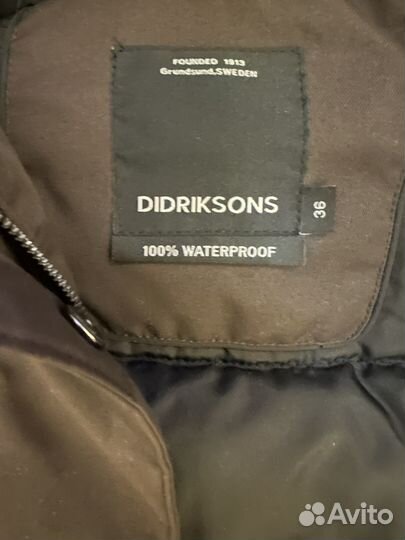 FOUNDED 1913
Grundsund, SWEDEN
DIDRIKSONS
36
100% WATERPROOF
Avito